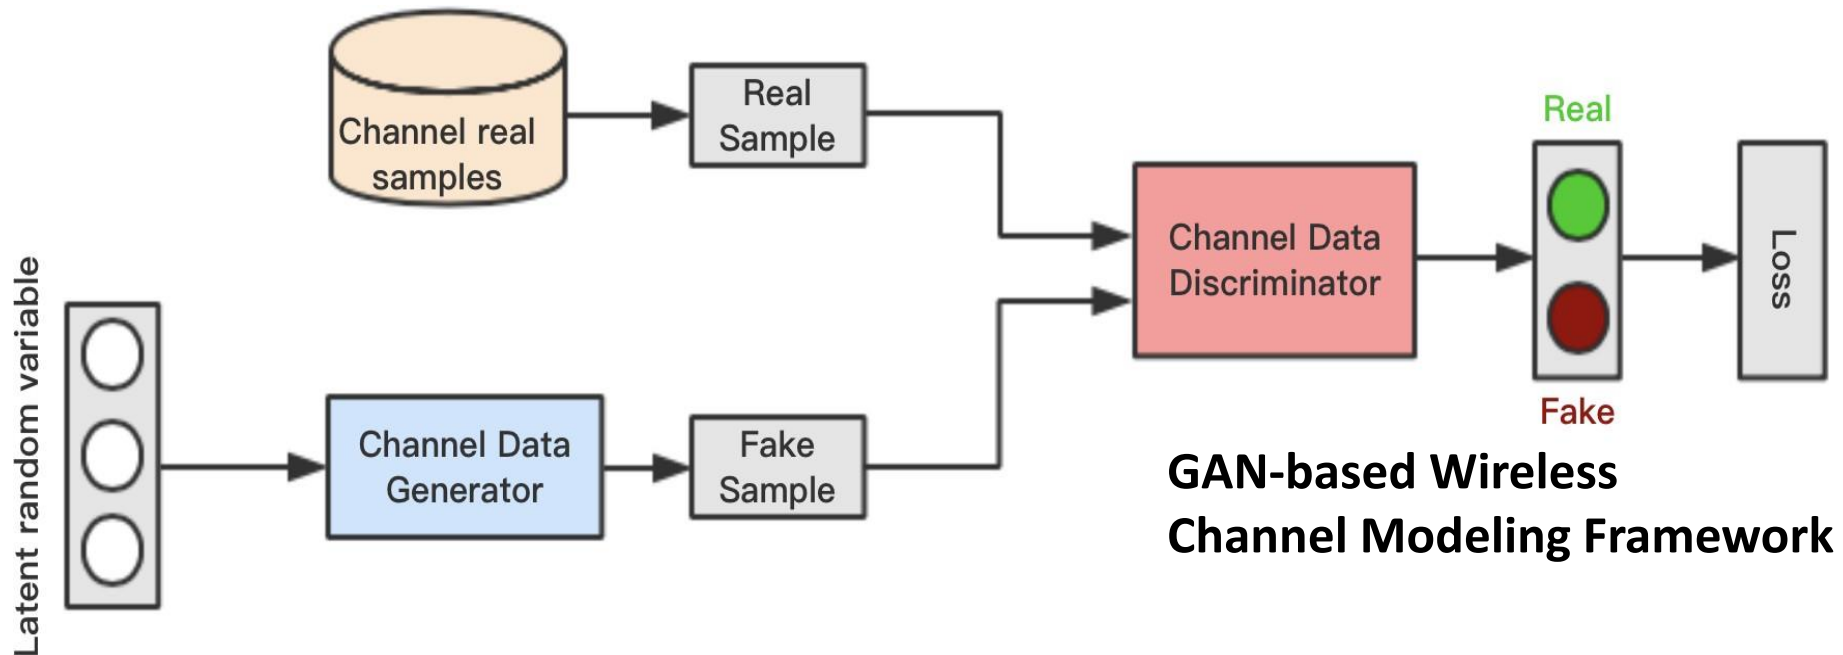 Channel real
samples
Real
Sample
Latent random variable
Channel Data
Generator
Fake
Sample
Channel Data
Discriminator
Real
Fake
Loss
GAN-based Wireless
Channel Modeling Framework